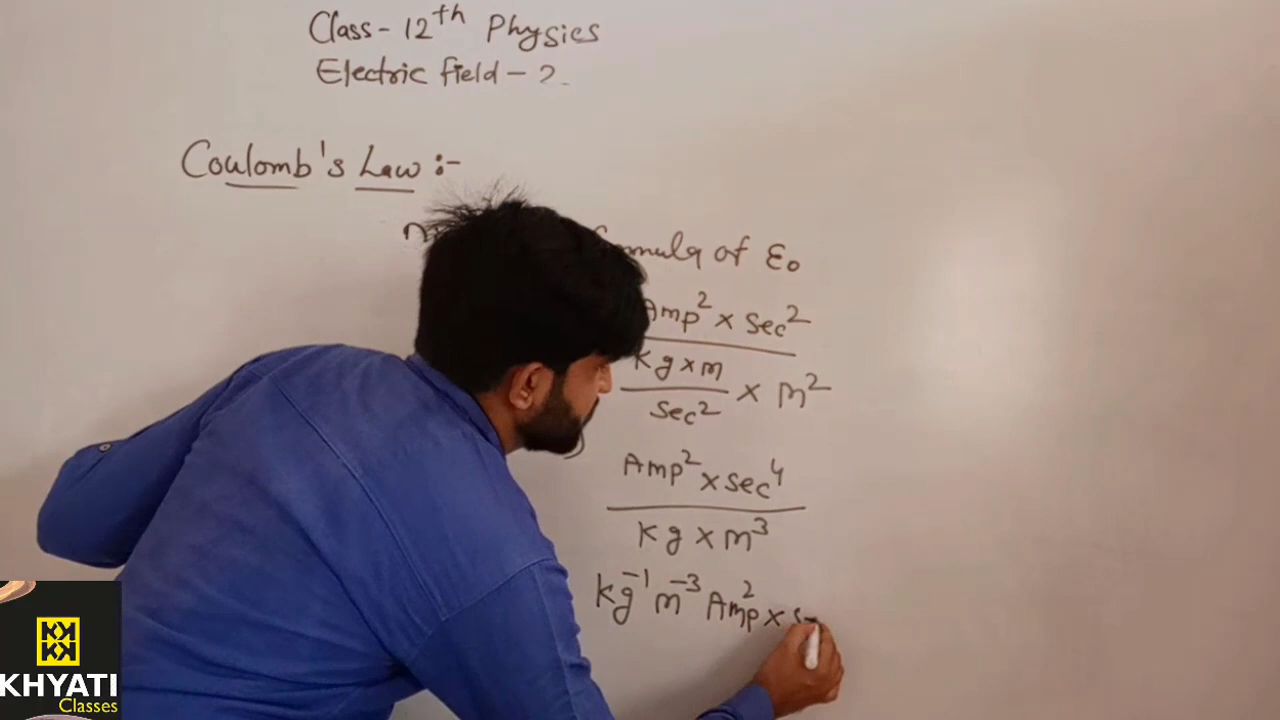 Class- 12th Physics
Electric field - 2.
Coulomb's Law :-
of ε₀
Amp² × sec²
Kg × m
sec² × m²
Amp² × sec⁴
Kg × m³
Kg⁻¹ m⁻³ Amp² ×
KHYATI
Classes